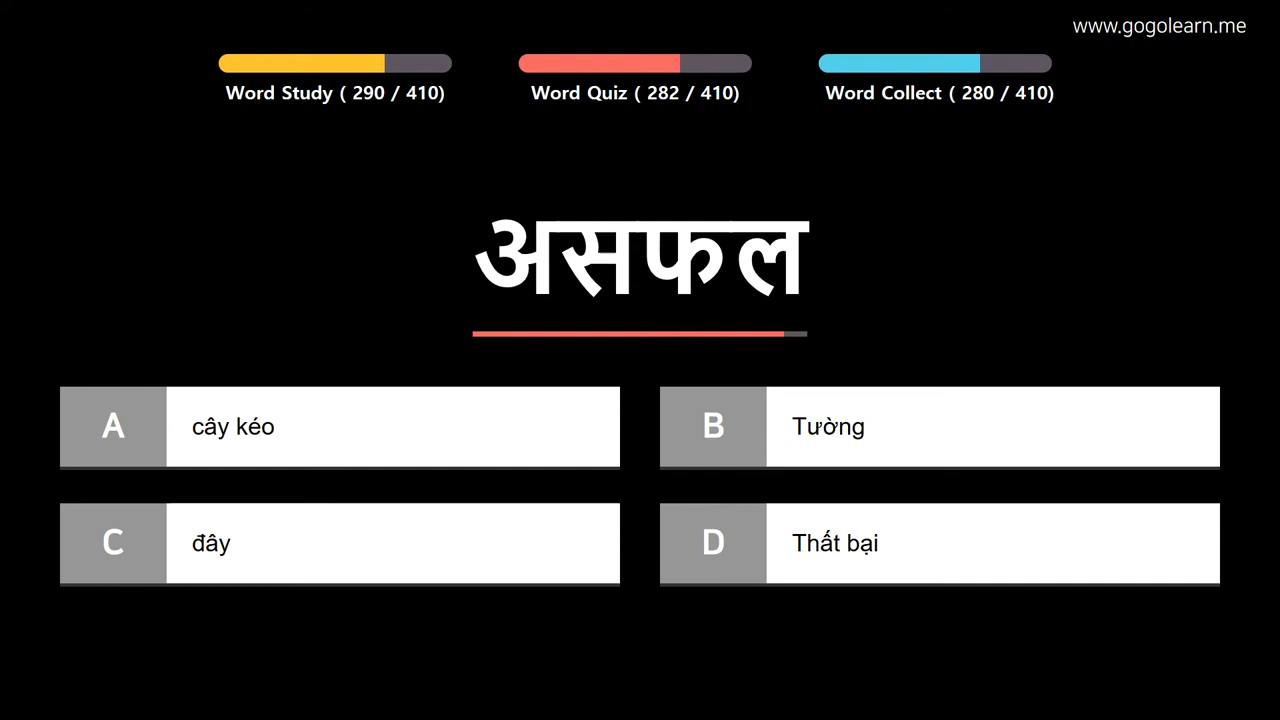 www.gogolearn.me
Word Study ( 290 / 410)
Word Quiz ( 282 / 410)
Word Collect ( 280 / 410)
असफल
A
cây kéo
B
Tường
C
đây
D
Thất bại